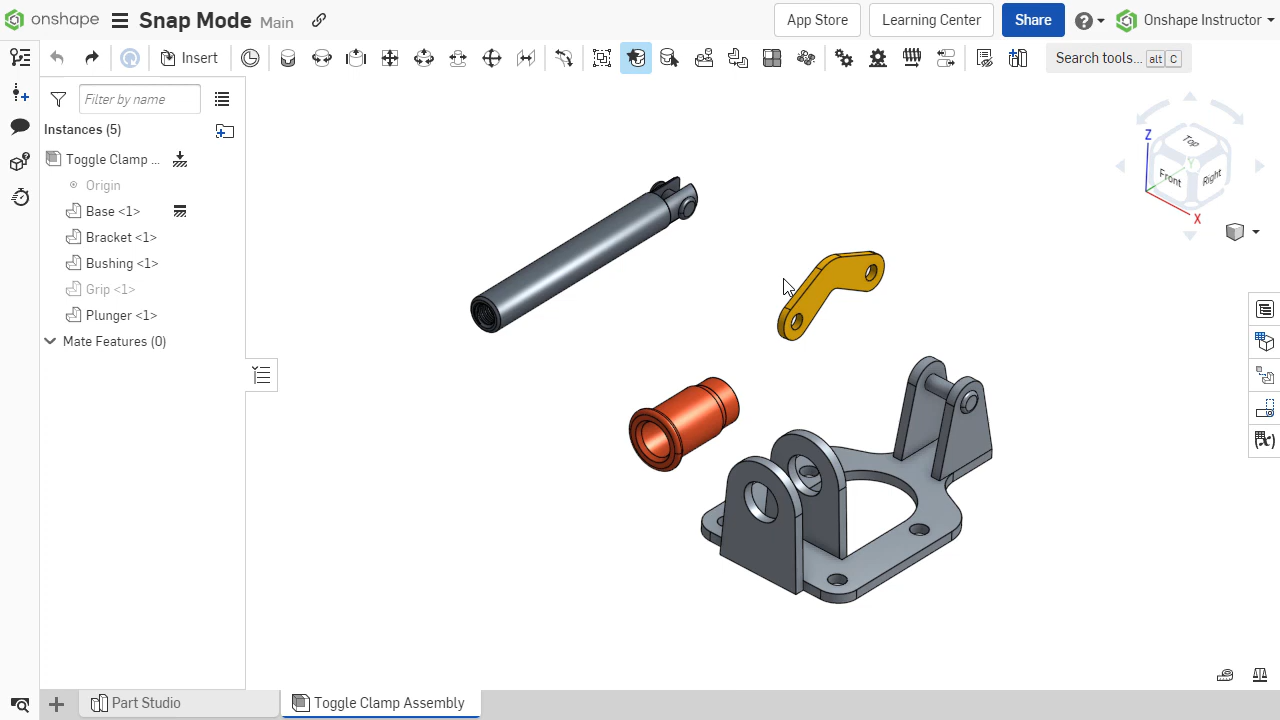 onshape
Snap Mode Main
App Store
Learning Center
Share
Onshape Instructor
Insert
Search tools... alt C
Filter by name
Instances (5)
Toggle Clamp ...
Origin
Base <1>
Bracket <1>
Bushing <1>
Grip <1>
Plunger <1>
Mate Features (0)
Z
Top
Y
Front
Right
X
Part Studio
Toggle Clamp Assembly